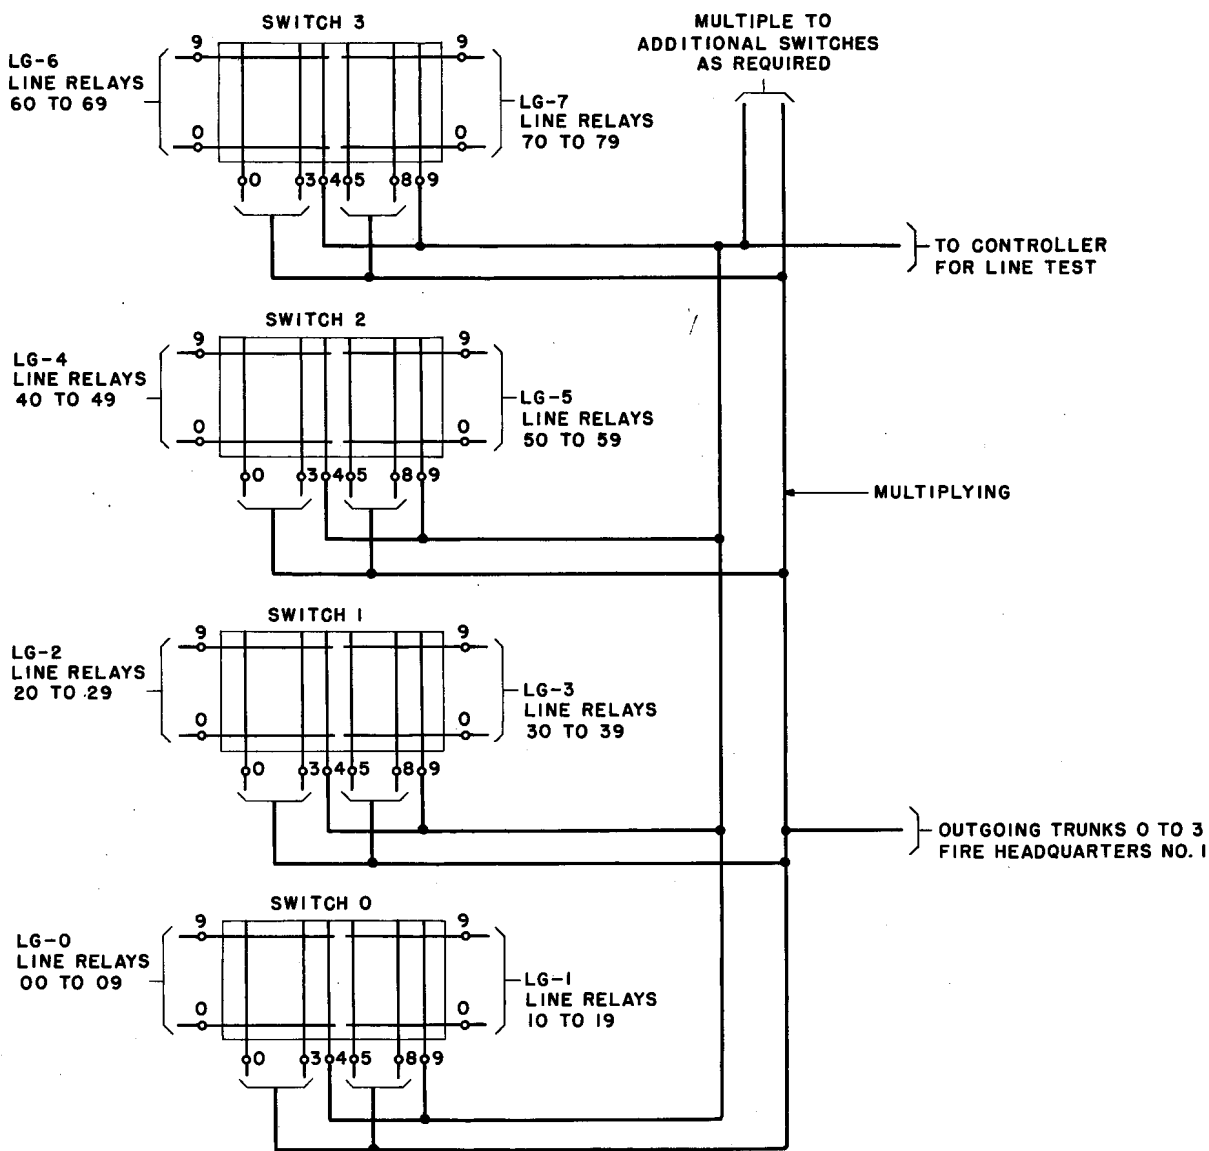 SWITCH 3
MULTIPLE TO
ADDITIONAL SWITCHES
AS REQUIRED
LG-6
LINE RELAYS
60 TO 69
9
0
9
0
LG-7
LINE RELAYS
70 TO 79
0 3 4 5 8 9
TO CONTROLLER
FOR LINE TEST
SWITCH 2
LG-4
LINE RELAYS
40 TO 49
9
0
9
0
LG-5
LINE RELAYS
50 TO 59
0 3 4 5 8 9
MULTIPLYING
SWITCH 1
LG-2
LINE RELAYS
20 TO 29
9
0
9
0
LG-3
LINE RELAYS
30 TO 39
0 3 4 5 8 9
OUTGOING TRUNKS 0 TO 3
FIRE HEADQUARTERS NO. 1
SWITCH 0
LG-0
LINE RELAYS
00 TO 09
9
0
9
0
LG-1
LINE RELAYS
10 TO 19
0 3 4 5 8 9